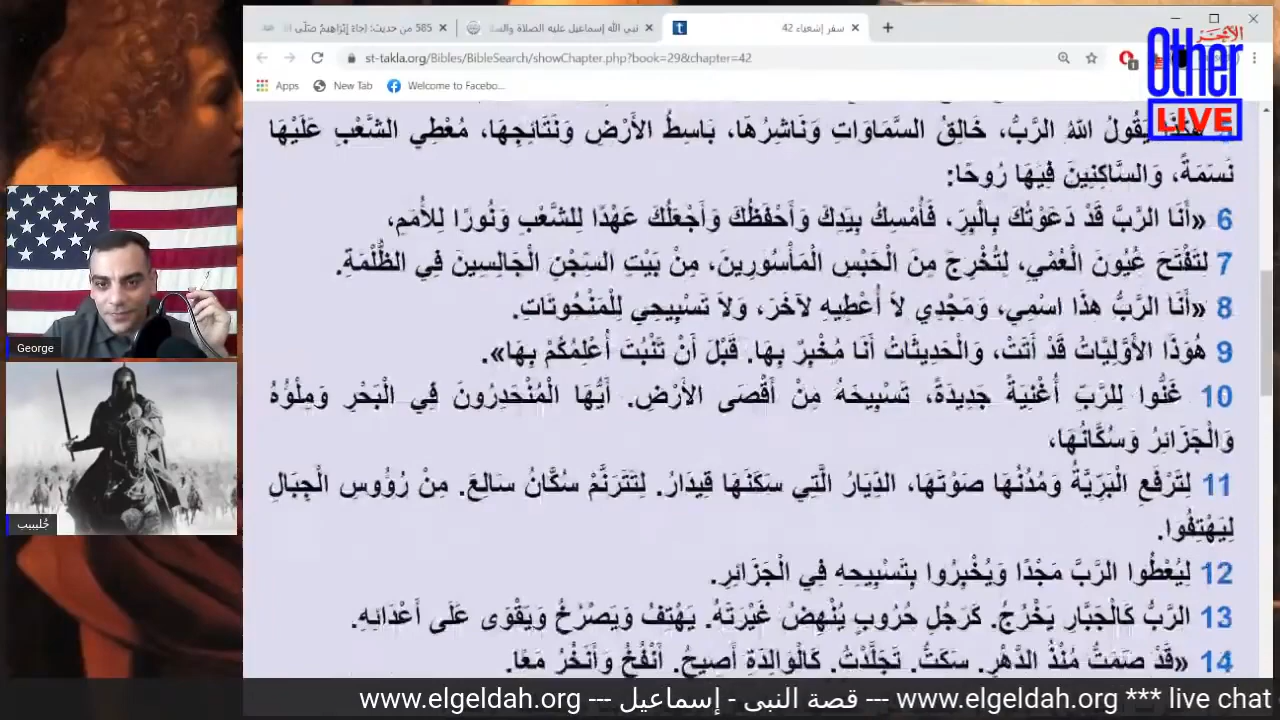 585 من حديث: (جاءَ إبْرَاهِيمُ صَلَّى ا
نبي الله إسماعيل عليه الصلاة والسلا
سفر إشعياء 42
st-takla.org/Bibles/BibleSearch/showChapter.php?book=29&chapter=42
Apps
New Tab
Welcome to Facebo...
الآخر
Other
LIVE
يَقُولُ اللهُ الرَّبُّ، خَالِقُ السَّمَاوَاتِ وَنَاشِرُهَا، بَاسِطُ الأَرْضِ وَنَتَائِجِهَا، مُعْطِي الشَّعْبِ عَلَيْهَا
نَسَمَةً، وَالسَّاكِنِينَ فِيهَا رُوحًا:
6 «أَنَا الرَّبَّ قَدْ دَعَوْتُكَ بِالْبِرِّ، فَأُمْسِكُ بِيَدِكَ وَأَحْفَظُكَ وَأَجْعَلُكَ عَهْدًا لِلشَّعْبِ وَنُورًا لِلأُمَمِ،
7 لِتَفْتَحَ عُيُونَ الْعُمْيِ، لِتُخْرِجَ مِنَ الْحَبْسِ الْمَأْسُورِينَ، مِنْ بَيْتِ السِّجْنِ الْجَالِسِينَ فِي الظُّلْمَةِ.
8 «أَنَا الرَّبُّ هذَا اسْمِي، وَمَجْدِي لاَ أُعْطِيهِ لآخَرَ، وَلاَ تَسْبِيحِي لِلْمَنْحُوتَاتِ.
9 هُوَذَا الأَوَّلِيَّاتُ قَدْ أَتَتْ، وَالْحَدِيثَاتُ أَنَا مُخْبِرٌ بِهَا. قَبْلَ أَنْ تَنْبُتَ أُعْلِمُكُمْ بِهَا».
10 غَنُّوا لِلرَّبِّ أُغْنِيَةً جَدِيدَةً، تَسْبِيحَهُ مِنْ أَقْصَى الأَرْضِ. أَيُّهَا الْمُنْحَدِرُونَ فِي الْبَحْرِ وَمِلْؤُهُ
وَالْجَزَائِرُ وَسُكَّانُهَا،
11 لِتَرْفَعِ الْبَرِّيَّةُ وَمُدُنُهَا صَوْتَهَا، الدِّيَارُ الَّتِي سَكَنَهَا قِيدَارُ. لِتَتَرَنَّمْ سُكَّانُ سَالِعَ. مِنْ رُؤُوسِ الْجِبَالِ
لِيَهْتِفُوا.
12 لِيُعْطُوا الرَّبَّ مَجْدًا وَيُخْبِرُوا بِتَسْبِيحِهِ فِي الْجَزَائِرِ.
13 الرَّبُّ كَالْجَبَّارِ يَخْرُجُ. كَرَجُلِ حُرُوبٍ يُنْهِضُ غَيْرَتَهُ. يَهْتِفُ وَيَصْرُخُ وَيَقْوَى عَلَى أَعْدَائِهِ.
14 «قَدْ صَمَتُّ مُنْذُ الدَّهْرِ. سَكَتُّ. تَجَلَّدْتُ. كَالْوَالِدَةِ أَصِيحُ. أَنْفُخُ وَأَنَخُرُ مَعًا.
George
جُليبيب
www.elgeldah.org --- قصة النبى - إسماعيل --- www.elgeldah.org *** live chat